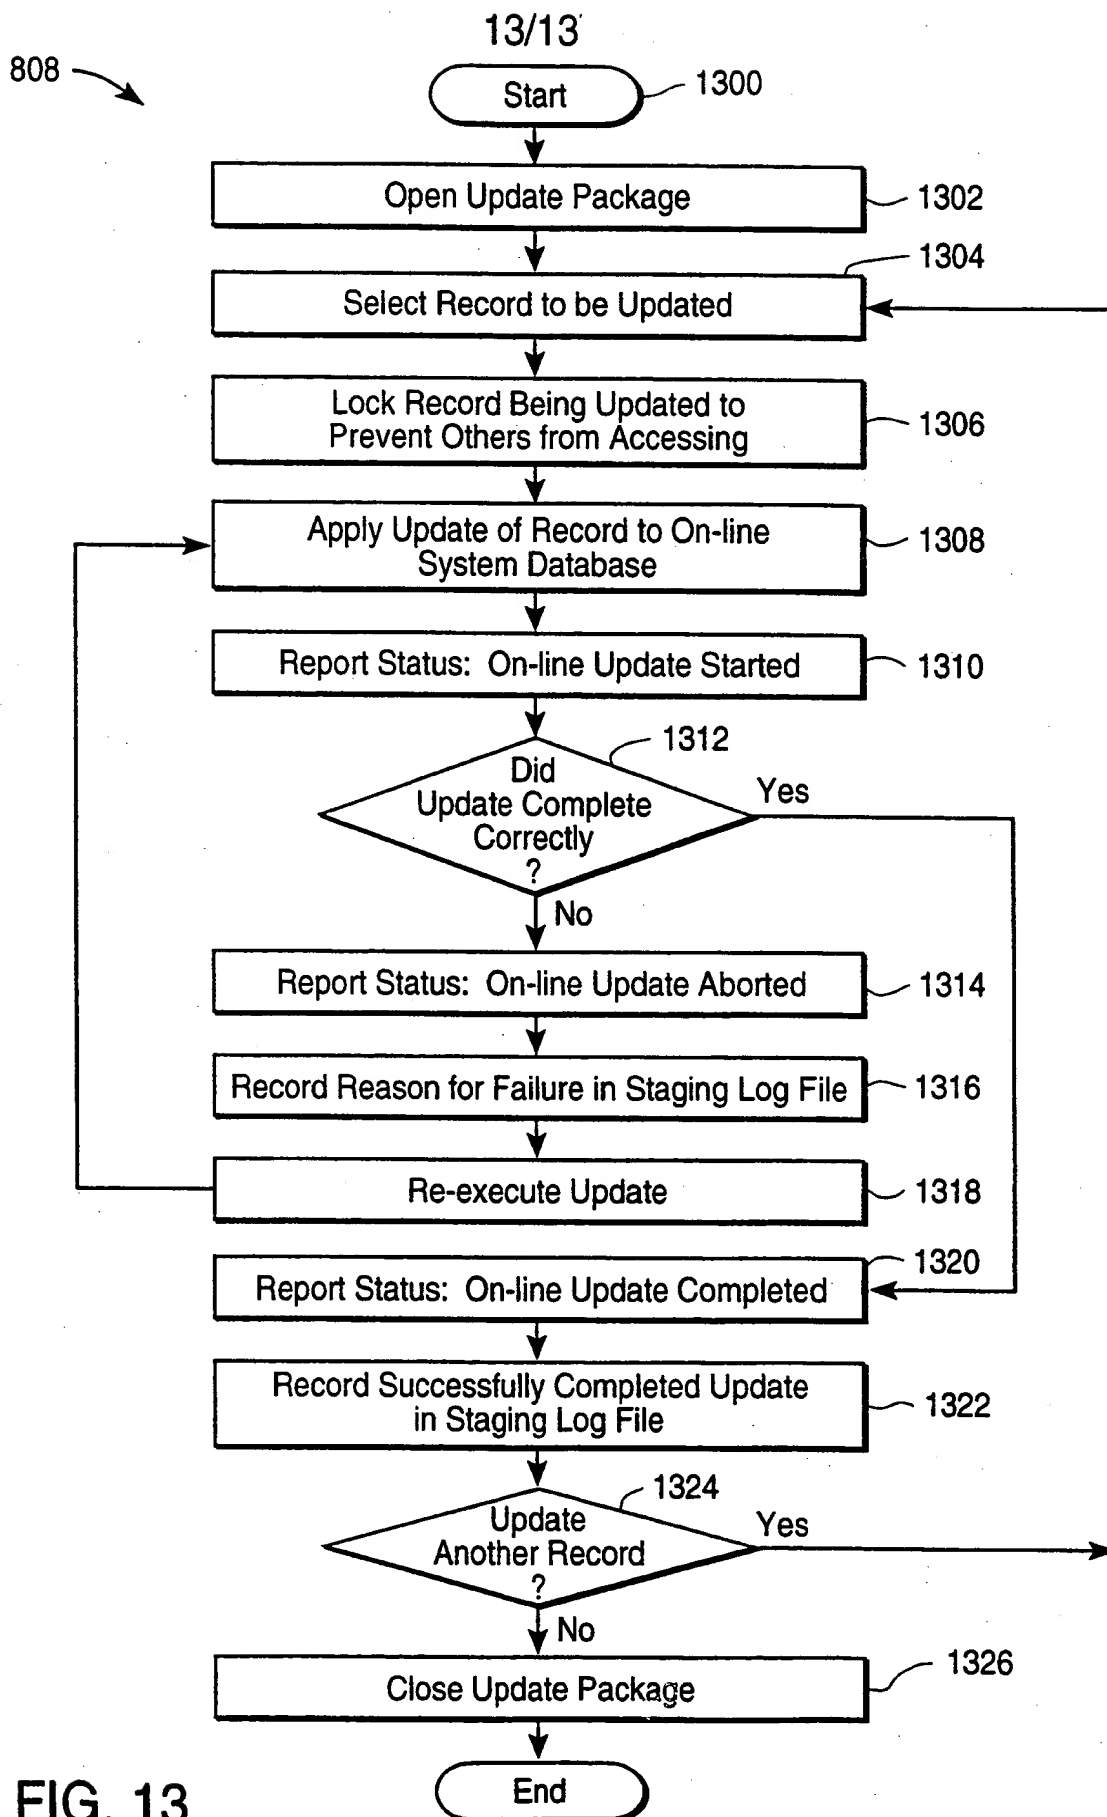 13/13
808
Start
1300
Open Update Package
1302
1304
Select Record to be Updated
Lock Record Being Updated to
Prevent Others from Accessing
1306
Apply Update of Record to On-line
System Database
1308
Report Status: On-line Update Started
1310
1312
Did
Update Complete
Correctly
?
Yes
No
Report Status: On-line Update Aborted
1314
Record Reason for Failure in Staging Log File
1316
Re-execute Update
1318
1320
Report Status: On-line Update Completed
Record Successfully Completed Update
in Staging Log File
1322
1324
Update
Another Record
?
Yes
No
Close Update Package
1326
End
FIG. 13